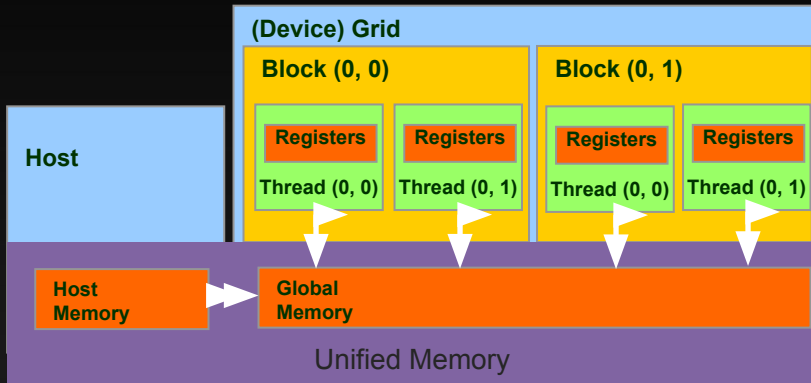 (Device) Grid
Block (0, 0)
Block (0, 1)
Host
Registers
Registers
Registers
Registers
Thread (0, 0)
Thread (0, 1)
Thread (0, 0)
Thread (0, 1)
Host
Memory
Global
Memory
Unified Memory